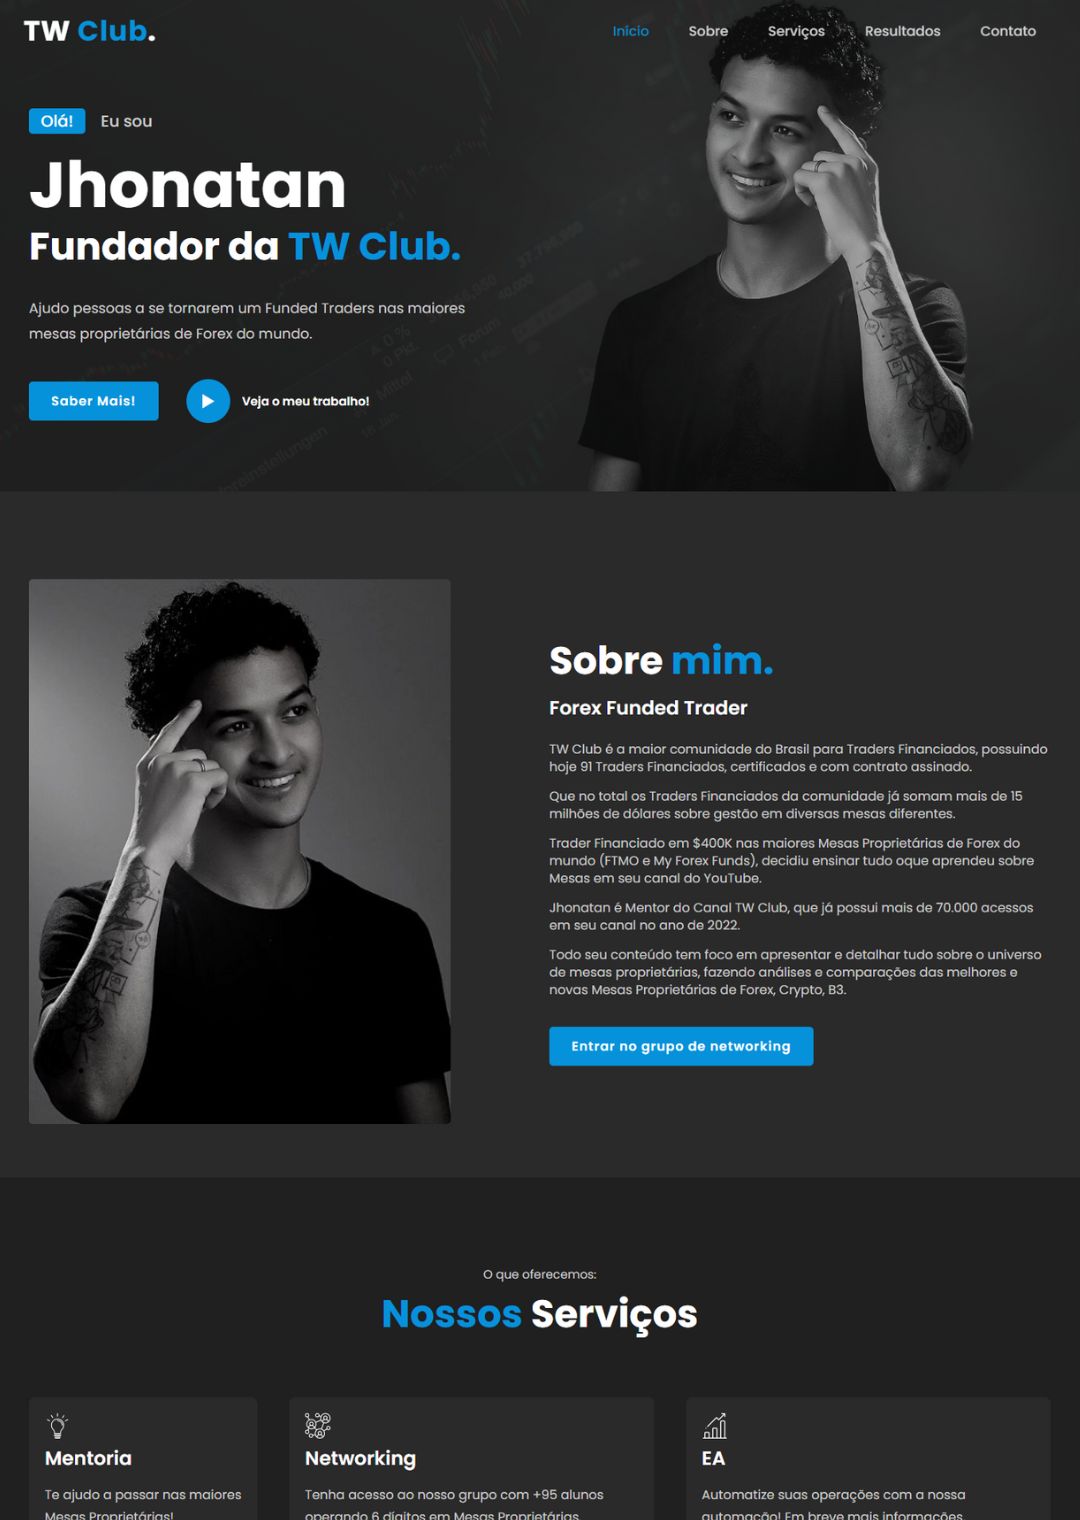 TW Club.
Início Sobre Serviços Resultados Contato
Olá! Eu sou
Jhonatan
Fundador da TW Club.
Ajudo pessoas a se tornarem um Funded Traders nas maiores
mesas proprietárias de Forex do mundo.
Saber Mais!
Veja o meu trabalho!
Sobre mim.
Forex Funded Trader
TW Club é a maior comunidade do Brasil para Traders Financiados, possuindo
hoje 91 Traders Financiados, certificados e com contrato assinado.
Que no total os Traders Financiados da comunidade já somam mais de 15
milhões de dólares sobre gestão em diversas mesas diferentes.
Trader Financiado em $400K nas maiores Mesas Proprietárias de Forex do
mundo (FTMO e My Forex Funds), decidiu ensinar tudo oque aprendeu sobre
Mesas em seu canal do YouTube.
Jhonatan é Mentor do Canal TW Club, que já possui mais de 70.000 acessos
em seu canal no ano de 2022.
Todo seu conteúdo tem foco em apresentar e detalhar tudo sobre o universo
de mesas proprietárias, fazendo análises e comparações das melhores e
novas Mesas Proprietárias de Forex, Crypto, B3.
Entrar no grupo de networking
O que oferecemos:
Nossos Serviços
Mentoria
Te ajudo a passar nas maiores
Mesas Proprietárias!
Networking
Tenha acesso ao nosso grupo com +95 alunos
operando 6 dígitos em Mesas Proprietárias.
EA
Automatize suas operações com a nossa
automação! Em breve mais informações.